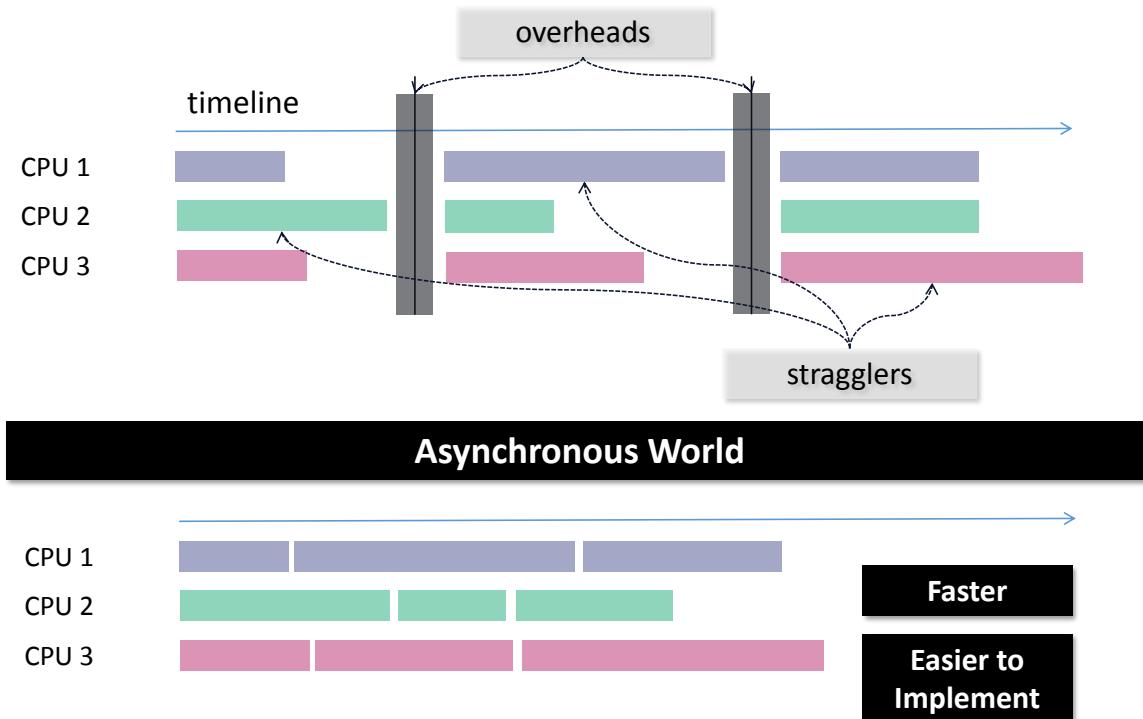 overheads
timeline
CPU 1
CPU 2
CPU 3
stragglers
Asynchronous World
CPU 1
CPU 2
CPU 3
Faster
Easier to
Implement